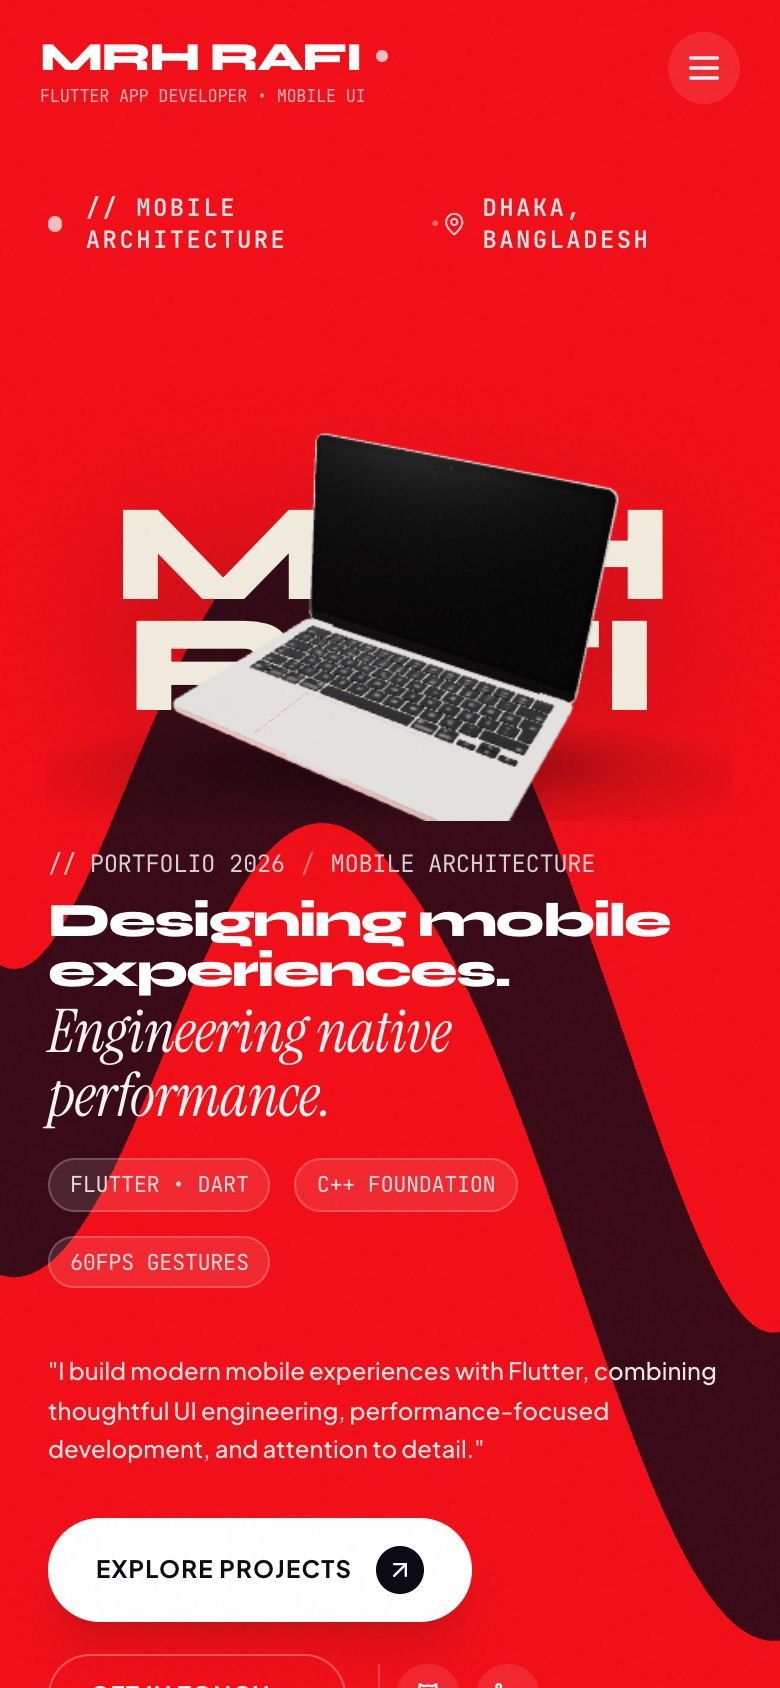 MRH RAFI
FLUTTER APP DEVELOPER • MOBILE UI
// MOBILE
ARCHITECTURE
DHAKA,
BANGLADESH
// PORTFOLIO 2026 / MOBILE ARCHITECTURE
Designing mobile
experiences.
Engineering native
performance.
FLUTTER • DART
C++ FOUNDATION
60FPS GESTURES
"I build modern mobile experiences with Flutter, combining
thoughtful UI engineering, performance-focused
development, and attention to detail."
EXPLORE PROJECTS